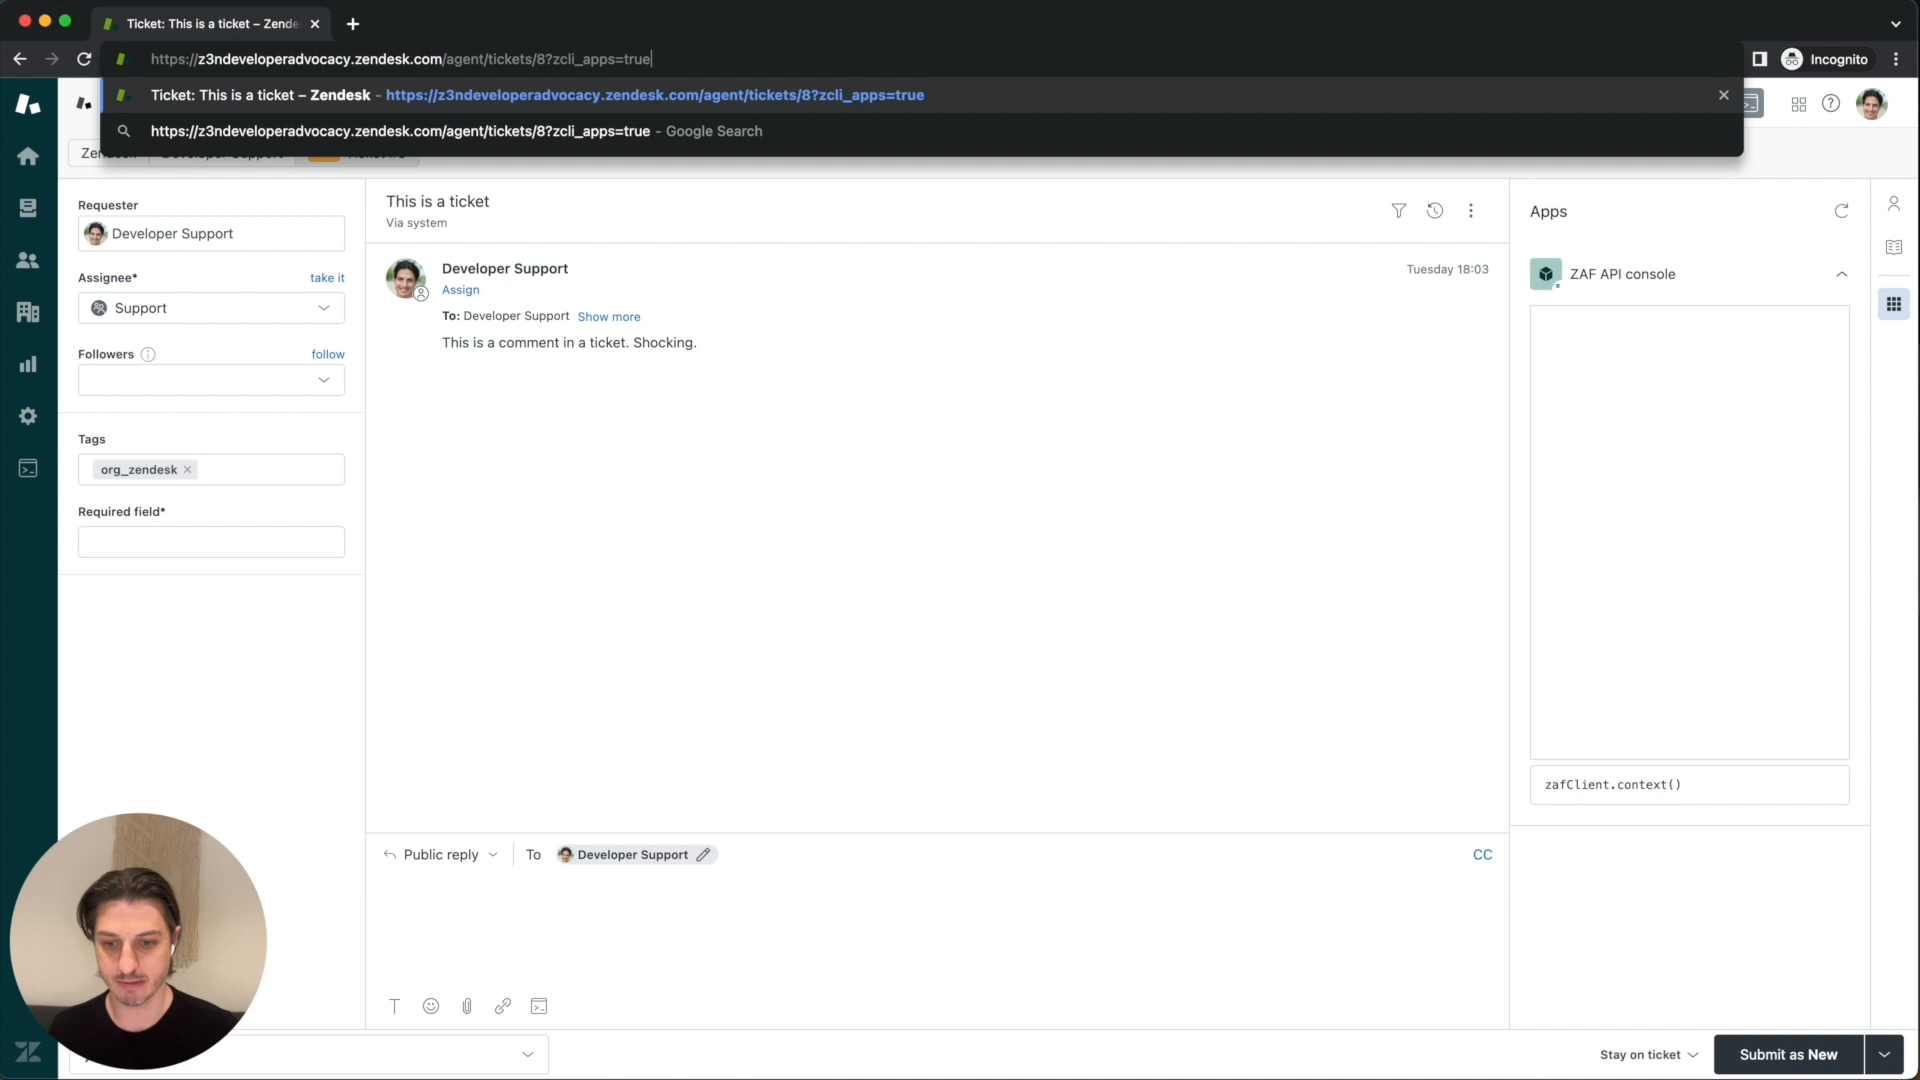 Ticket: This is a ticket – Zende
Incognito
https://z3ndeveloperadvocacy.zendesk.com/agent/tickets/8?zcli_apps=true
Ticket: This is a ticket – Zendesk - https://z3ndeveloperadvocacy.zendesk.com/agent/tickets/8?zcli_apps=true
https://z3ndeveloperadvocacy.zendesk.com/agent/tickets/8?zcli_apps=true - Google Search
Requester
Developer Support
Assignee*
take it
Support
Followers
follow
Tags
org_zendesk
Required field*
This is a ticket
Via system
Developer Support
Tuesday 18:03
Assign
To: Developer Support Show more
This is a comment in a ticket. Shocking.
Apps
ZAF API console
zafClient.context()
Public reply
To
Developer Support
CC
Stay on ticket
Submit as New